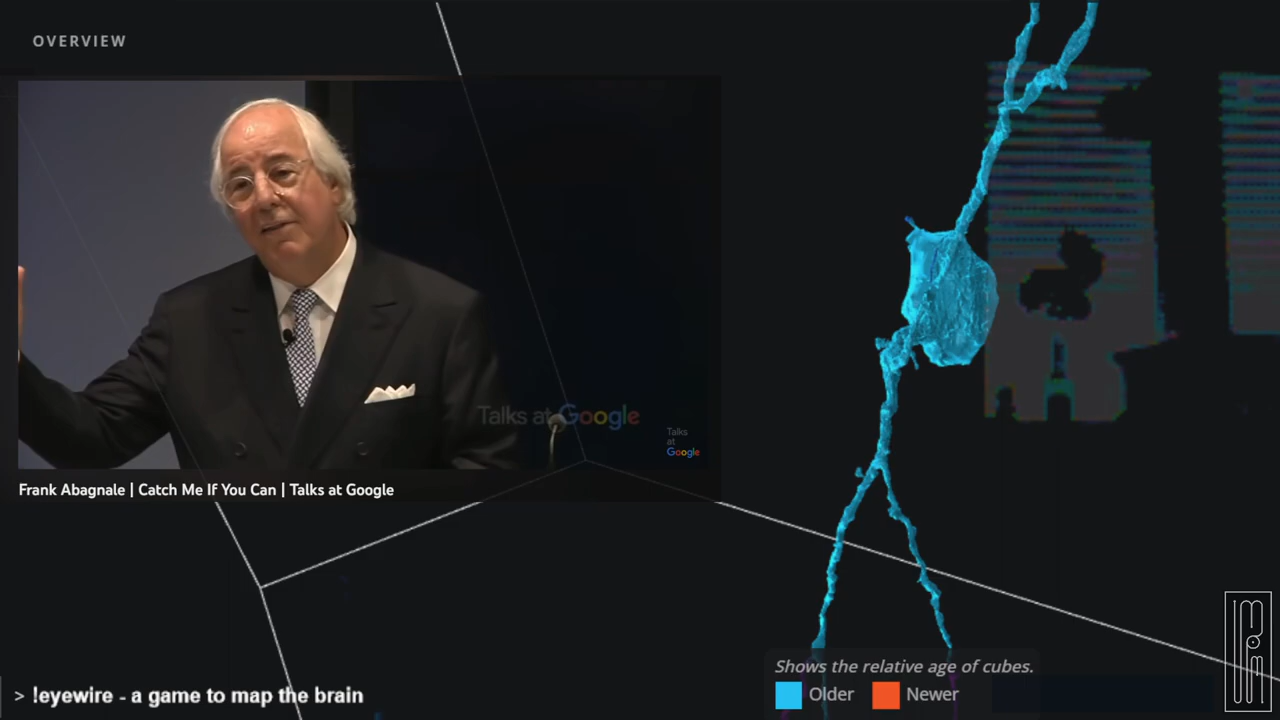 OVERVIEW
Talks at Google
Talks
at
Google
Frank Abagnale | Catch Me If You Can | Talks at Google
Shows the relative age of cubes.
Older Newer
> !eyewire - a game to map the brain